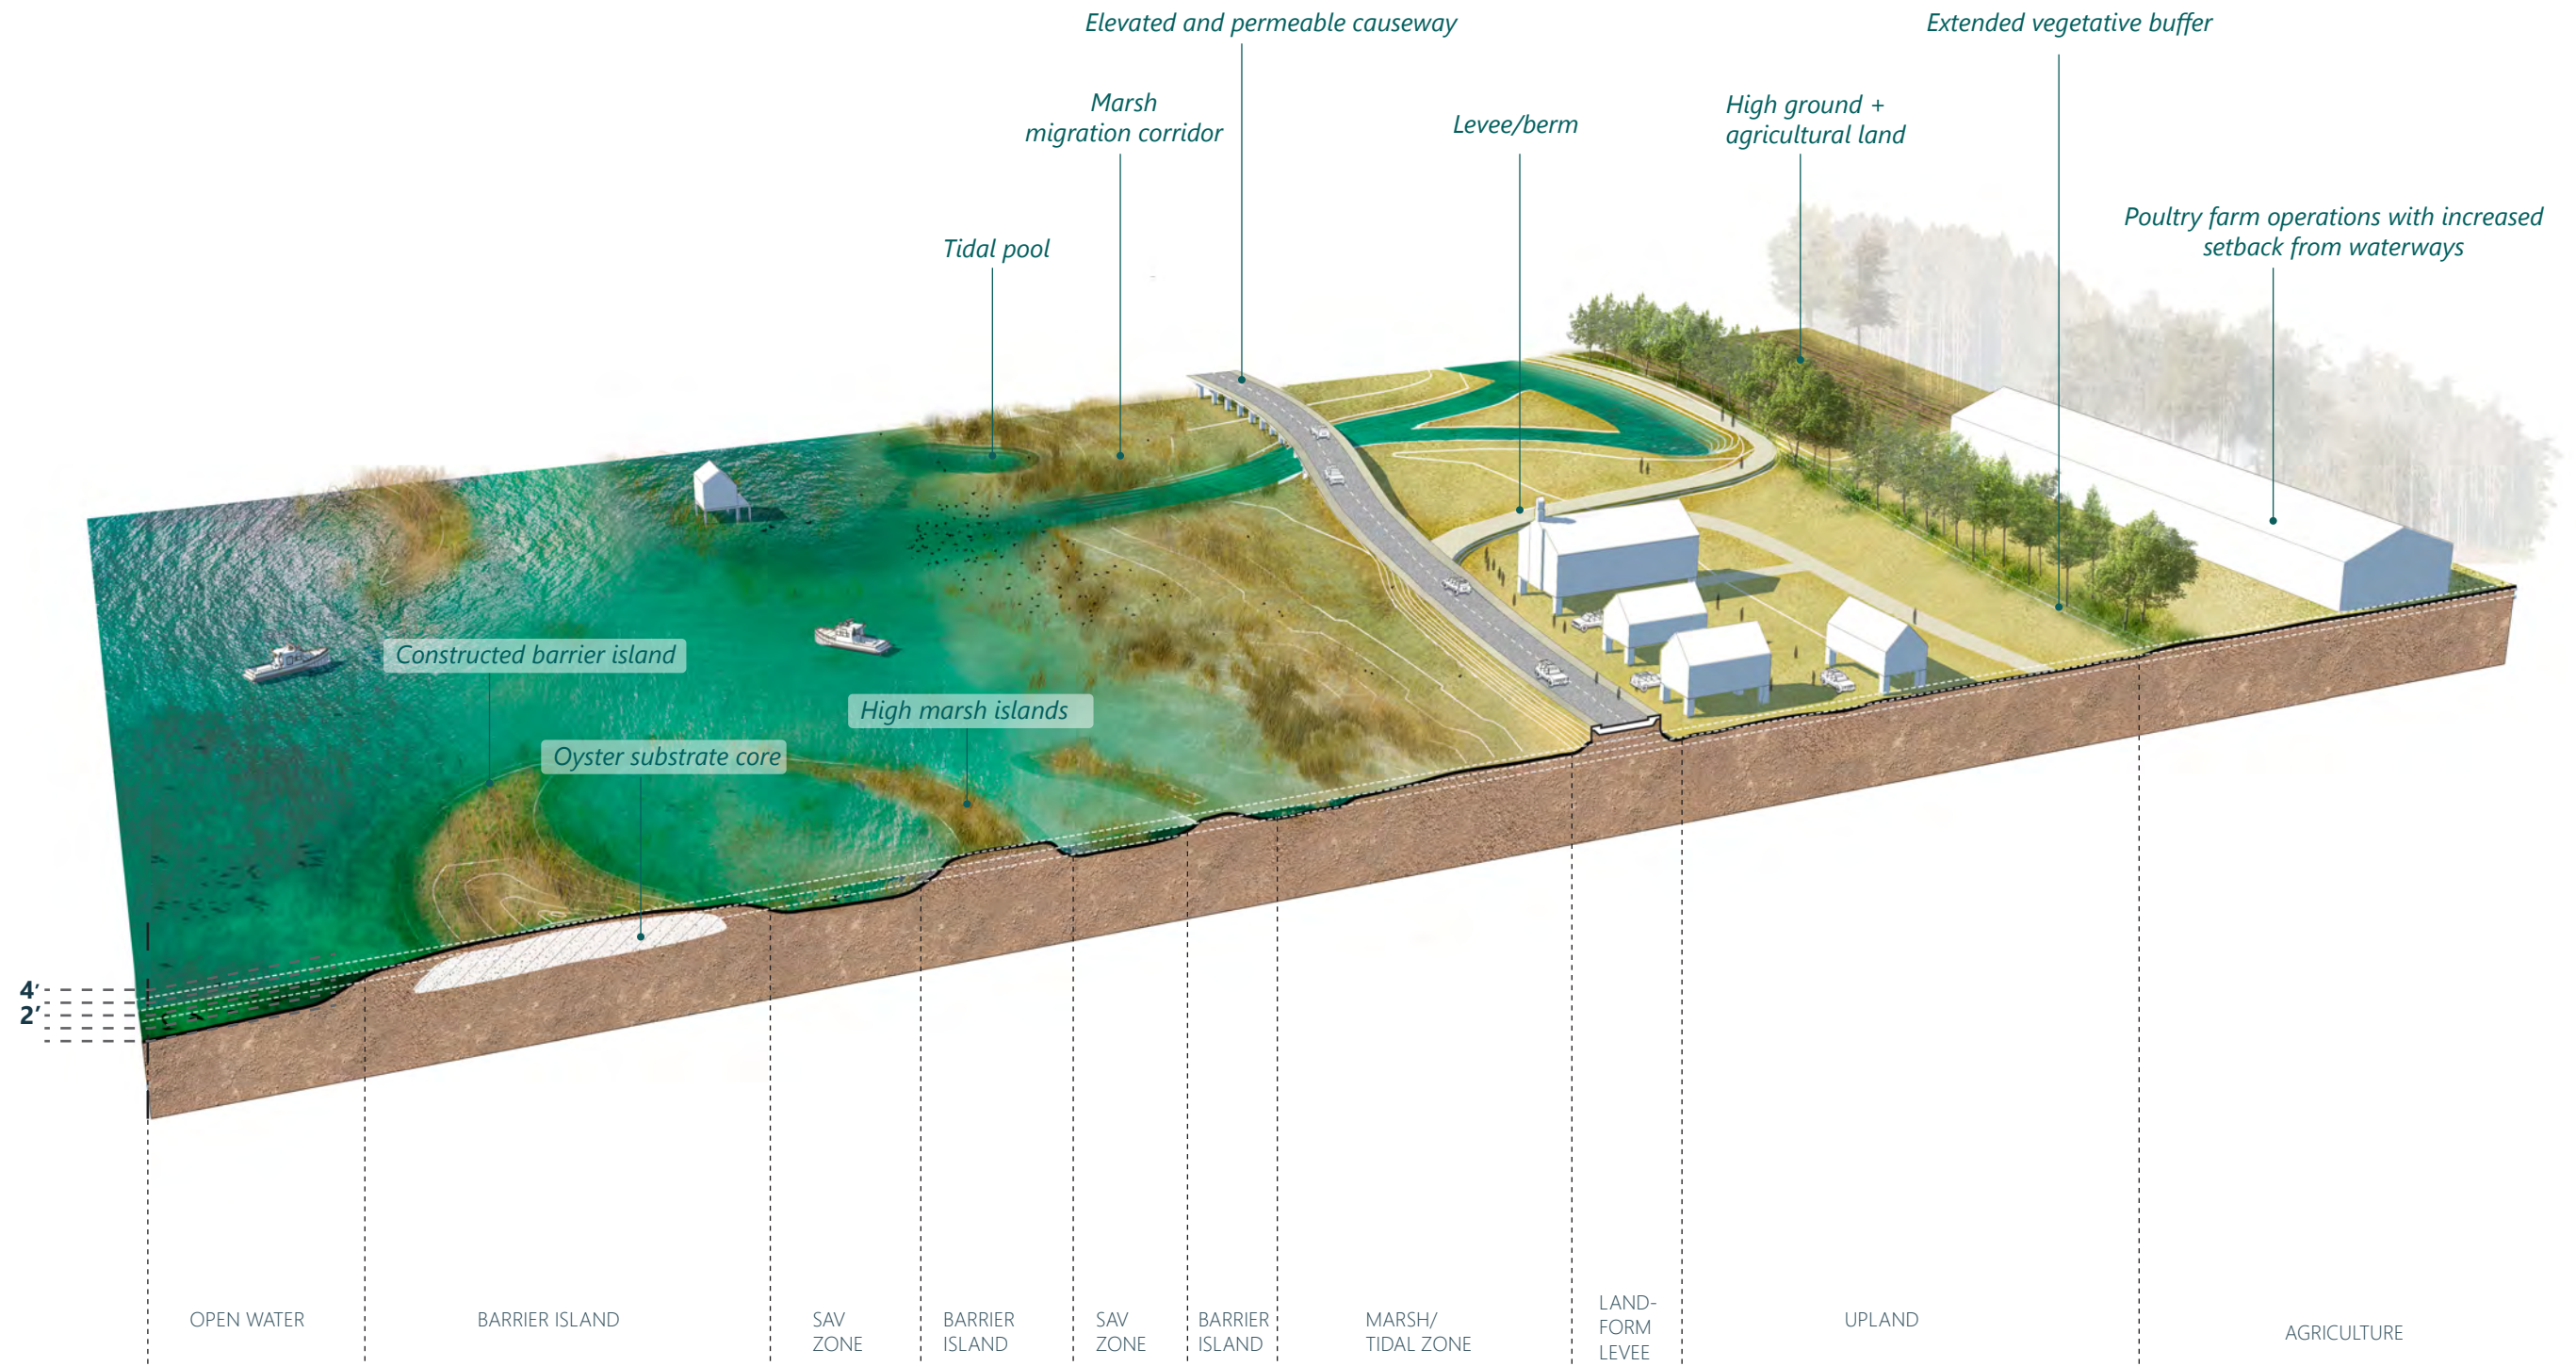 Elevated and permeable causeway
Extended vegetative buffer
Marsh
migration corridor
Levee/berm
High ground +
agricultural land
Tidal pool
Poultry farm operations with increased
setback from waterways
Constructed barrier island
High marsh islands
Oyster substrate core
4'
2'
OPEN WATER
BARRIER ISLAND
SAV
ZONE
BARRIER
ISLAND
SAV
ZONE
BARRIER
ISLAND
MARSH/
TIDAL ZONE
LAND-
FORM
LEVEE
UPLAND
AGRICULTURE